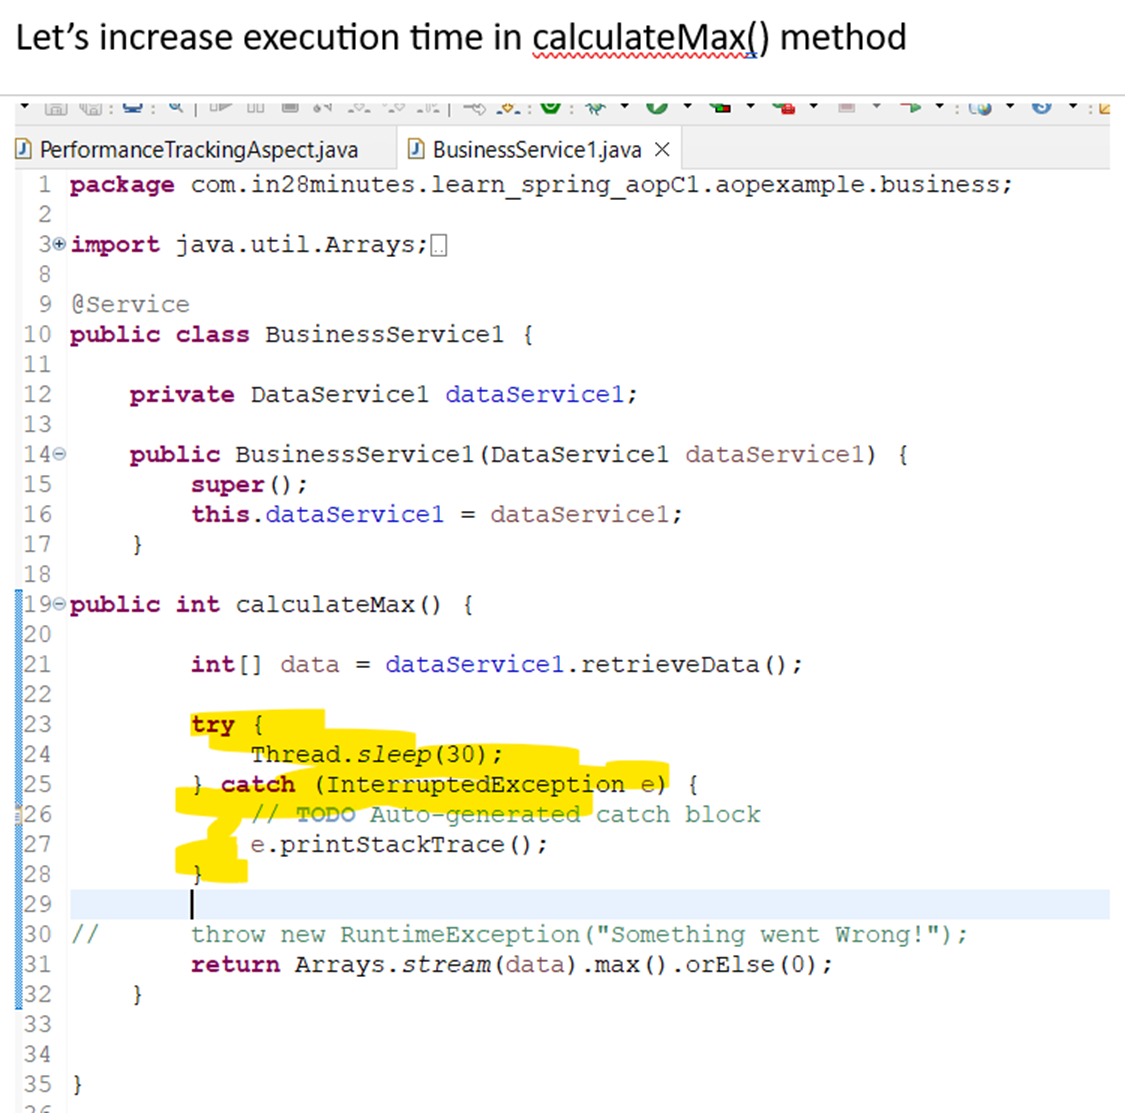 Let’s increase execution time in calculateMax() method
PerformanceTrackingAspect.java BusinessService1.java
1 package com.in28minutes.learn_spring_aopC1.aopexample.business;
2
3 import java.util.Arrays;
8
9 @Service
10 public class BusinessService1 {
11
12 private DataService1 dataService1;
13
14 public BusinessService1(DataService1 dataService1) {
15 super();
16 this.dataService1 = dataService1;
17 }
18
19 public int calculateMax() {
20
21 int[] data = dataService1.retrieveData();
22
23 try {
24 Thread.sleep(30);
25 } catch (InterruptedException e) {
26 // TODO Auto-generated catch block
27 e.printStackTrace();
28 }
29
30 // throw new RuntimeException("Something went Wrong!");
31 return Arrays.stream(data).max().orElse(0);
32 }
33
34
35 }